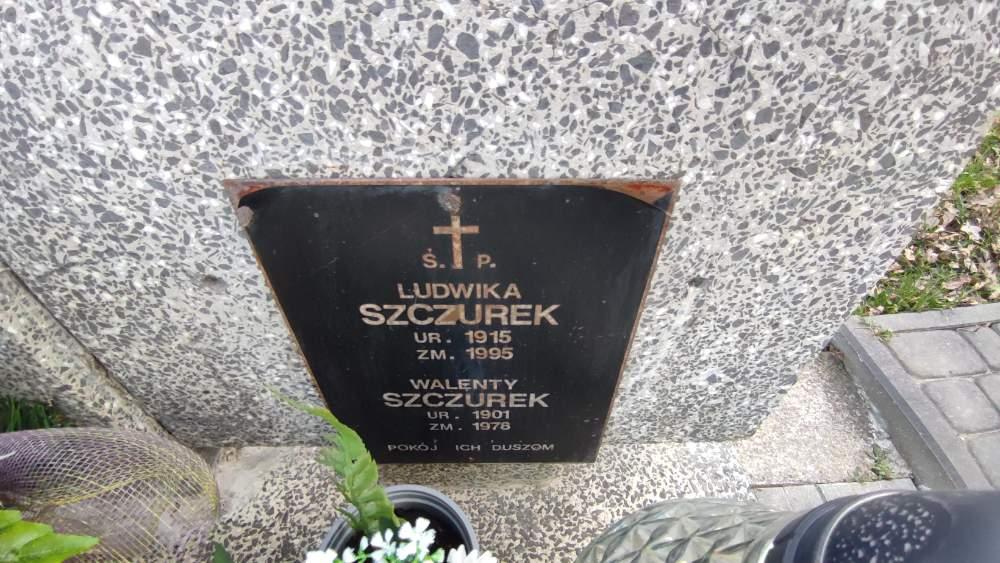 Ś. P.
LUDWIKA
SZCZUREK
UR. 1915
ZM. 1995
WALENTY
SZCZUREK
UR. 1901
ZM. 1978
POKÓJ ICH DUSZOM